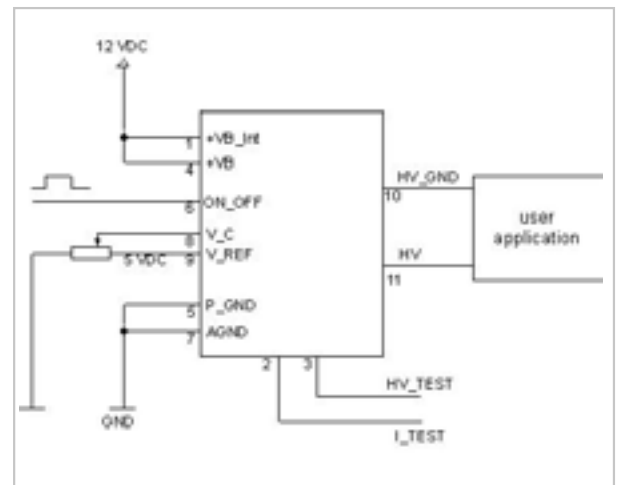 12 VDC
1 +VB_Int
4 +VB
6 ON_OFF
8 V_C
5 VDC
9 V_REF
5 P_GND
7 AGND
GND
2
3
HV_GND
10
HV
11
user
application
HV_TEST
I_TEST